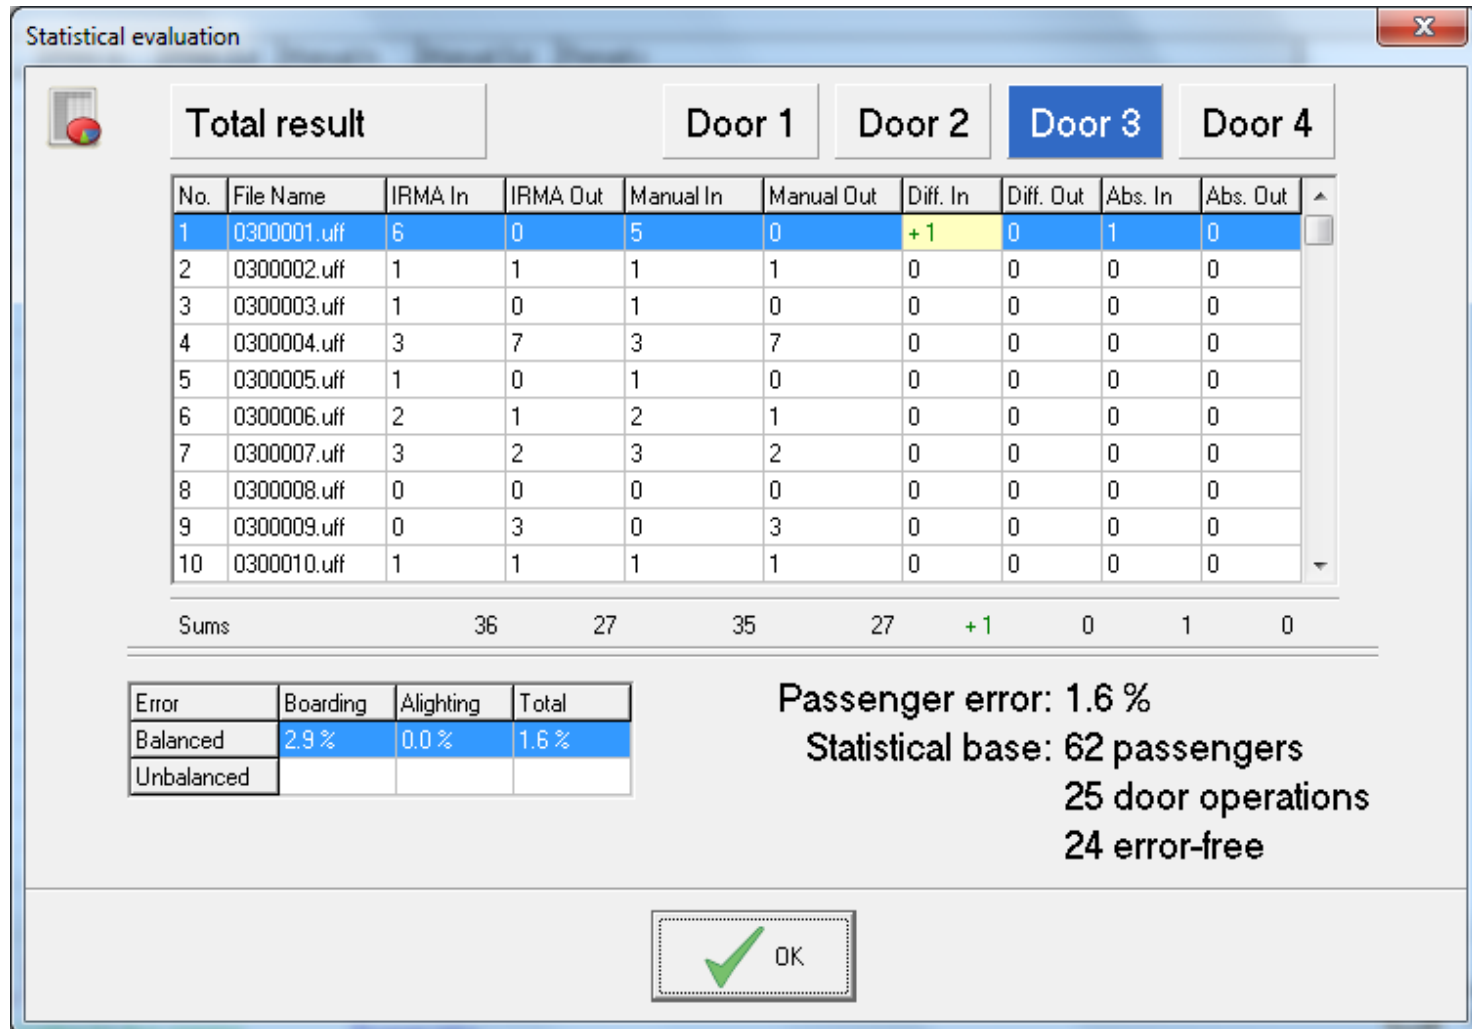 Statistical evaluation
X
Total result Door 1 Door 2 Door 3 Door 4
No. File Name IRMA In IRMA Out Manual In Manual Out Diff. In Diff. Out Abs. In Abs. Out
1 0300001.uff 6 0 5 0 + 1 0 1 0
2 0300002.uff 1 1 1 1 0 0 0 0
3 0300003.uff 1 0 1 0 0 0 0 0
4 0300004.uff 3 7 3 7 0 0 0 0
5 0300005.uff 1 0 1 0 0 0 0 0
6 0300006.uff 2 1 2 1 0 0 0 0
7 0300007.uff 3 2 3 2 0 0 0 0
8 0300008.uff 0 0 0 0 0 0 0 0
9 0300009.uff 0 3 0 3 0 0 0 0
10 0300010.uff 1 1 1 1 0 0 0 0
Sums 36 27 35 27 + 1 0 1 0
Error Boarding Alighting Total
Balanced 2.9 % 0.0 % 1.6 %
Unbalanced
Passenger error: 1.6 %
Statistical base: 62 passengers
25 door operations
24 error-free
OK